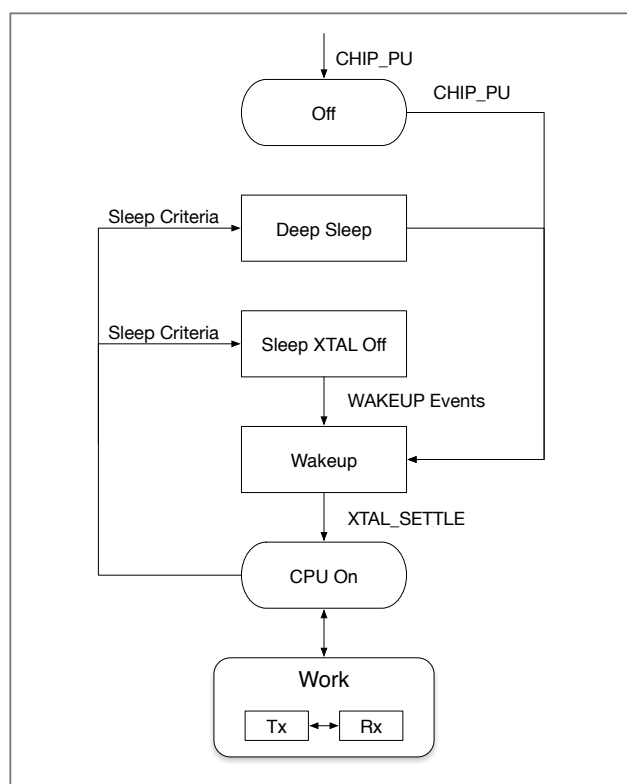 CHIP_PU
Off
CHIP_PU
Sleep Criteria
Deep Sleep
Sleep Criteria
Sleep XTAL Off
WAKEUP Events
Wakeup
XTAL_SETTLE
CPU On
Work
Tx
Rx